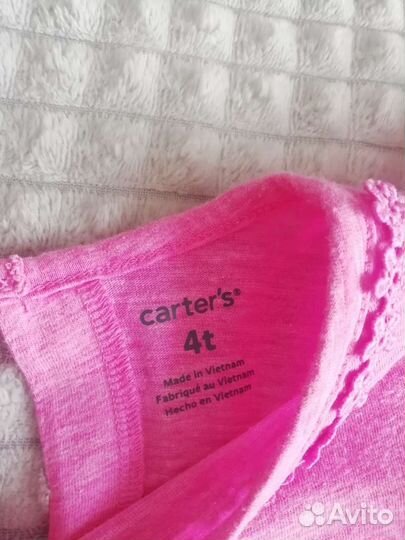 carter's®
4t
Made in Vietnam
Fabriqué au Vietnam
Hecho en Vietnam
Avito